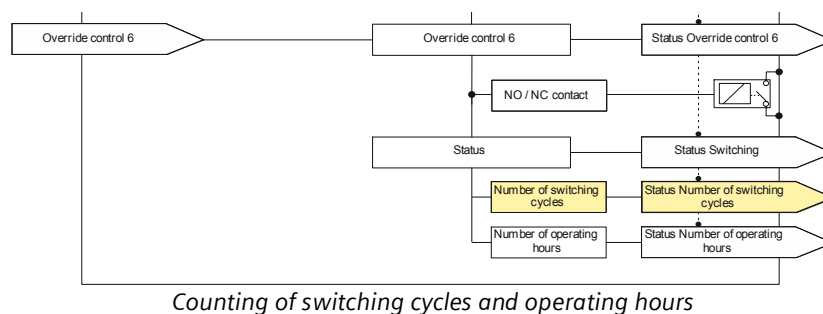 Override control 6
Override control 6
Status Override control 6
NO / NC contact
Status
Status Switching
Number of switching
cycles
Status Number of switching
cycles
Number of operating
hours
Status Number of operating
hours
Counting of switching cycles and operating hours